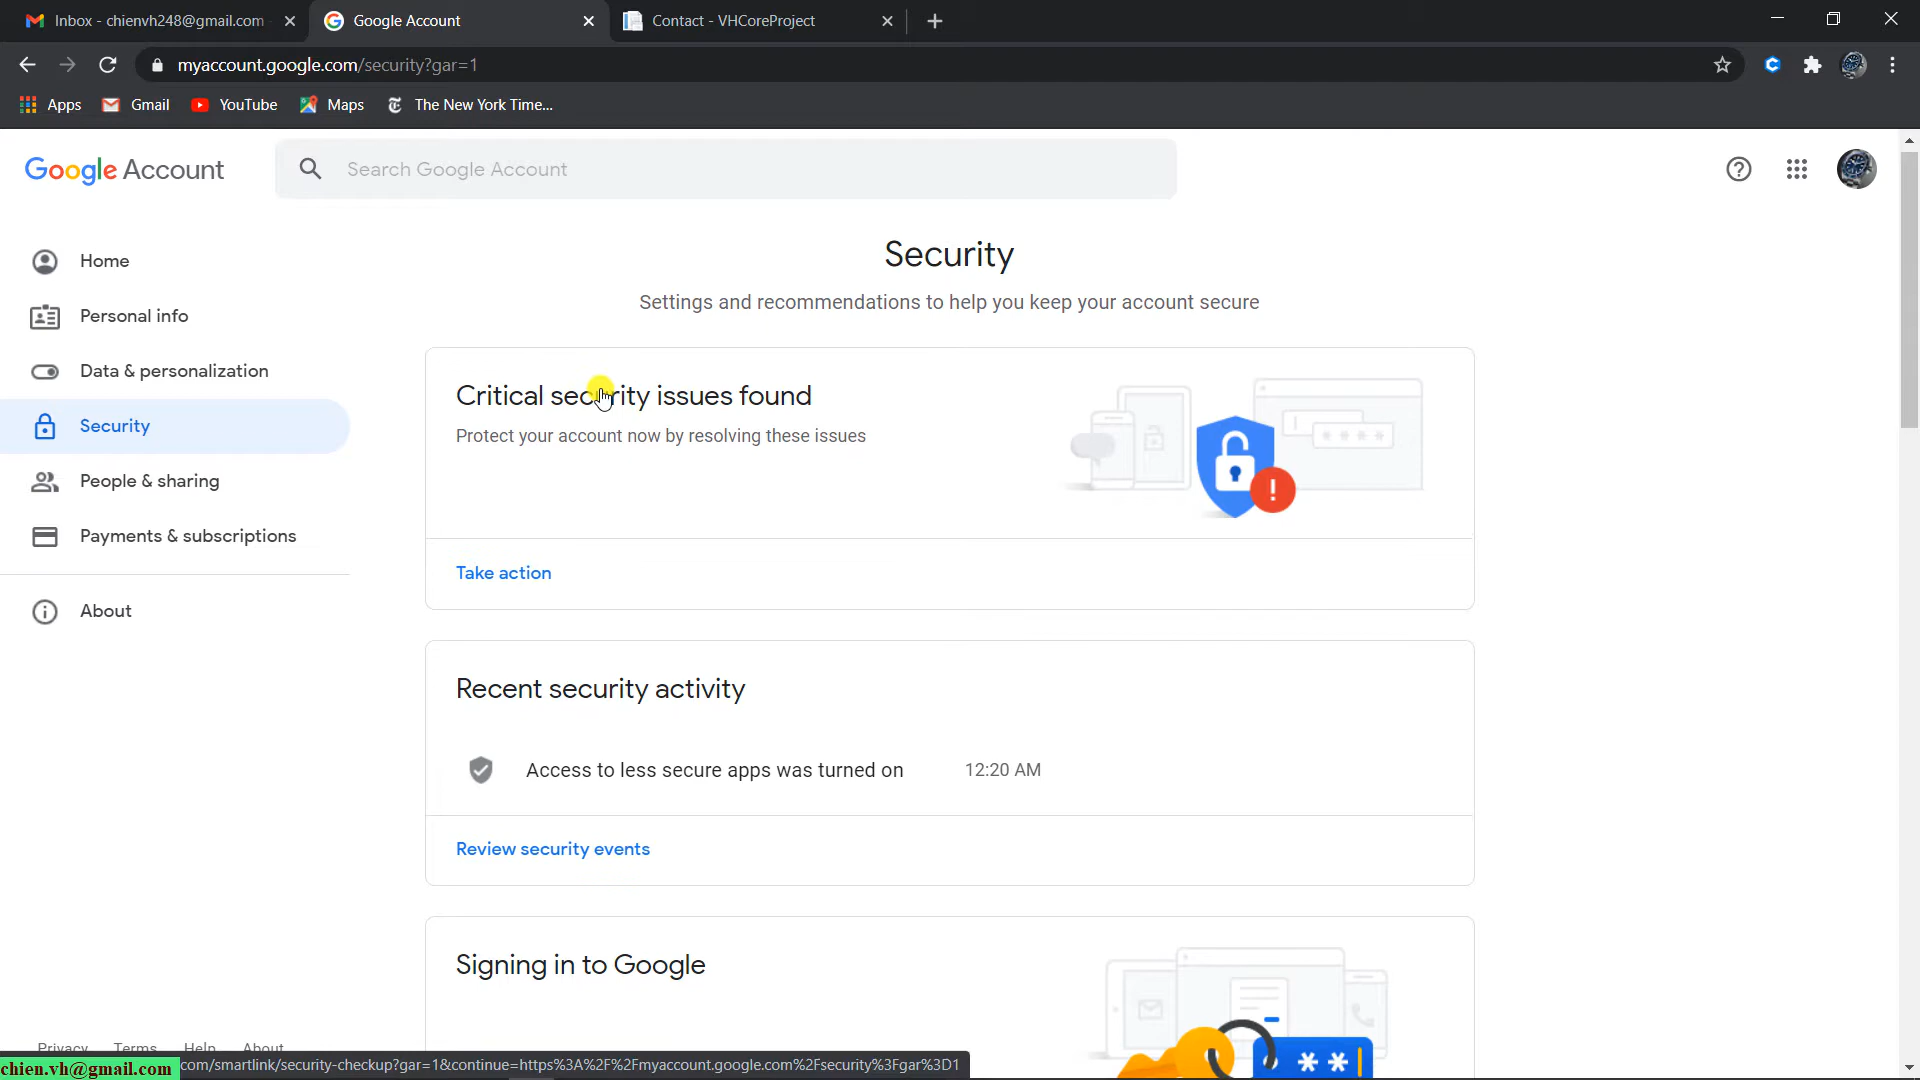 Inbox - chienvh248@gmail.com
Google Account
Contact - VHCoreProject
myaccount.google.com/security?gar=1
Apps
Gmail
YouTube
Maps
The New York Time...
Google Account
Search Google Account
Home
Personal info
Data & personalization
Security
People & sharing
Payments & subscriptions
About
Security
Settings and recommendations to help you keep your account secure
Critical security issues found
Protect your account now by resolving these issues
Take action
Recent security activity
Access to less secure apps was turned on 12:20 AM
Review security events
Signing in to Google
Privacy Terms Help About
chien.vh@gmail.com
com/smartlink/security-checkup?gar=1&continue=https%3A%2F%2Fmyaccount.google.com%2Fsecurity%3Fgar%3D1